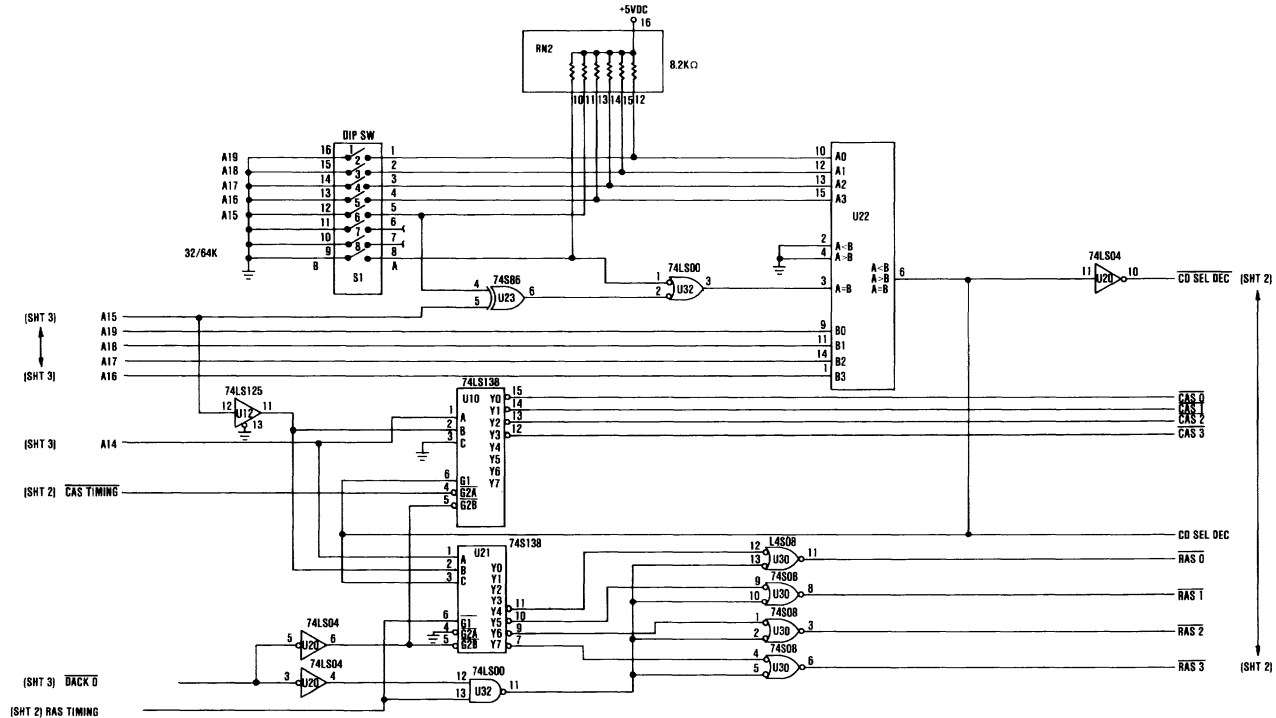 +5VDC
16
RN2
8.2KΩ
10 11 13 14 15 12
DIP SW
A19 16 1 1 10 A0
A18 15 2 2 12 A1
A17 14 3 3 13 A2
A16 13 4 4 15 A3
A15 12 5 5
11 6 6
10 7 7
32/64K 9 8 8
B S1 A
U22
2 A<B
4 A>B
3 A=B
A<B
A>B 6
A=B
74S86
4
5 U23 6
74LS00
1
2 U32 3
74LS04
11 U20 10 CD SEL DEC (SHT 2)
(SHT 3) A15
A19 9 B0
A18 11 B1
A17 14 B2
(SHT 3) A16 1 B3
74LS125
12 U12 11
13
74LS138
U10
1 A
2 B
3 C
6 G1
4 G2A
5 G2B
Y0 15 CAS 0
Y1 14 CAS 1
Y2 13 CAS 2
Y3 12 CAS 3
Y4
Y5
Y6
Y7
(SHT 3) A14
(SHT 2) CAS TIMING
CD SEL DEC
74S138
U21
1 A
2 B
3 C
6 G1
4 G2A
5 G2B
Y0
Y1
Y2
Y3
Y4 11
Y5 10
Y6 9
Y7 7
L4S08
12
13 U30 11 RAS 0
74S08
9
10 U30 8 RAS 1
74S08
1
2 U30 3 RAS 2
74S08
4
5 U30 6 RAS 3
(SHT 2)
74LS04
5 U20 6
74LS04
(SHT 3) DACK 0 3 U20 4
74LS00
12
13 U32 11
(SHT 2) RAS TIMING